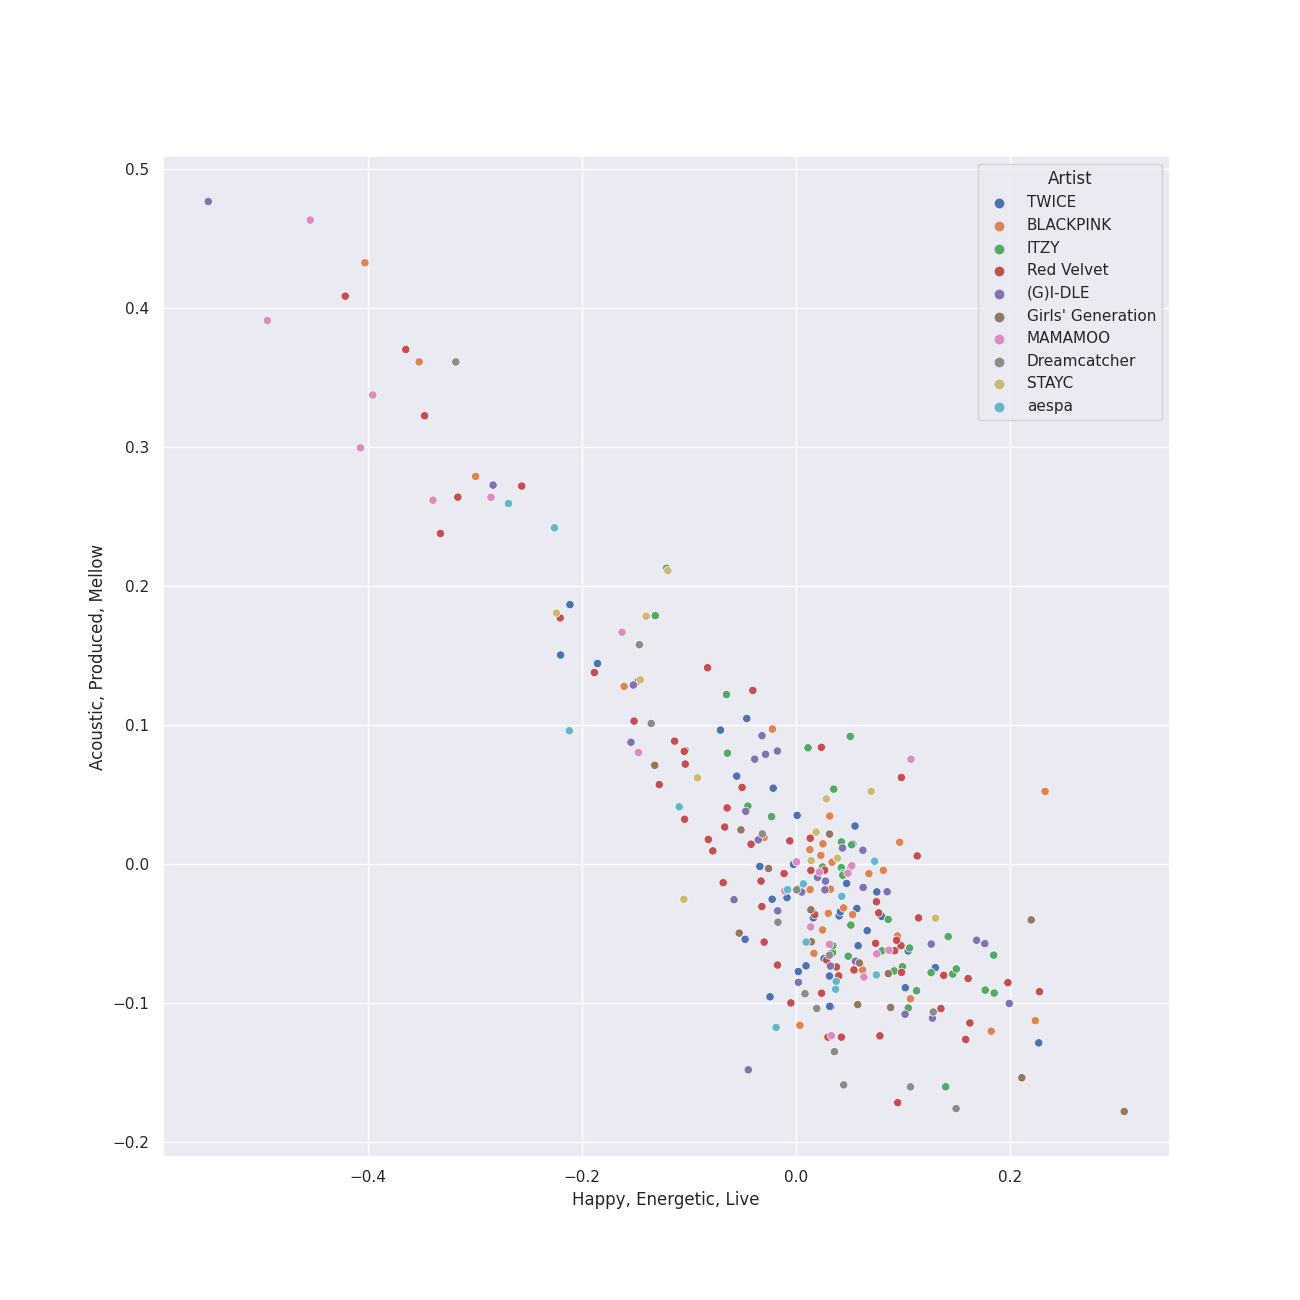 Artist
TWICE
BLACKPINK
ITZY
Red Velvet
(G)I-DLE
Girls' Generation
MAMAMOO
Dreamcatcher
STAYC
aespa
0.5
0.4
0.3
0.2
0.1
0.0
−0.1
−0.2
Acoustic, Produced, Mellow
−0.4 −0.2 0.0 0.2
Happy, Energetic, Live